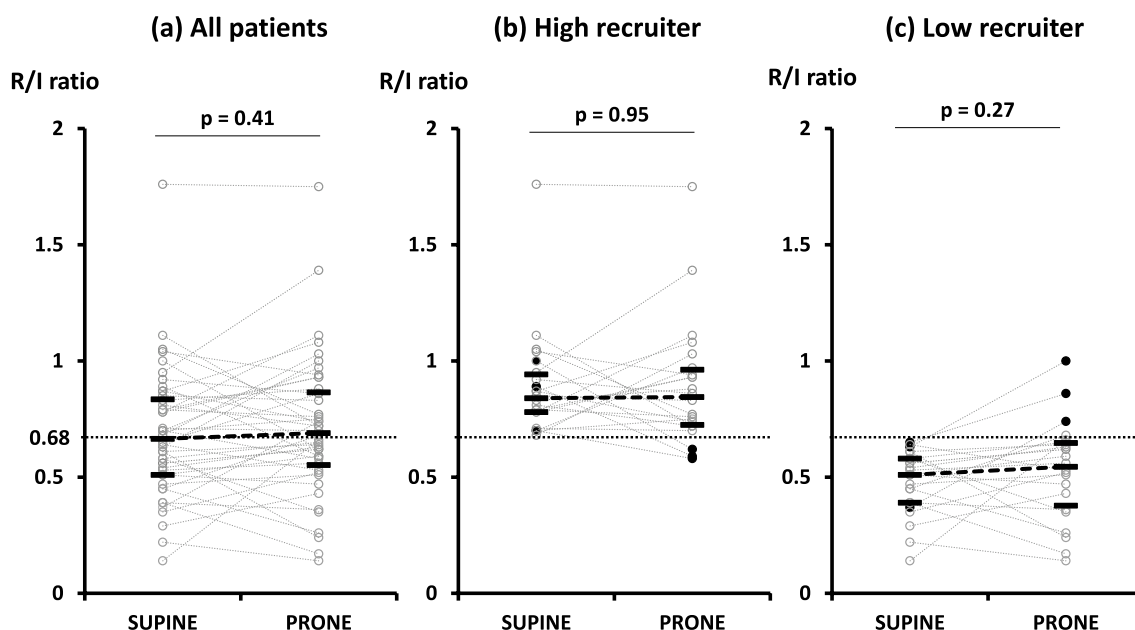 (a) All patients
R/I ratio
p = 0.41
2
1.5
1
0.68
0.5
0
SUPINE PRONE
(b) High recruiter
R/I ratio
p = 0.95
2
1.5
1
0.5
0
SUPINE PRONE
(c) Low recruiter
R/I ratio
p = 0.27
2
1.5
1
0.5
0
SUPINE PRONE